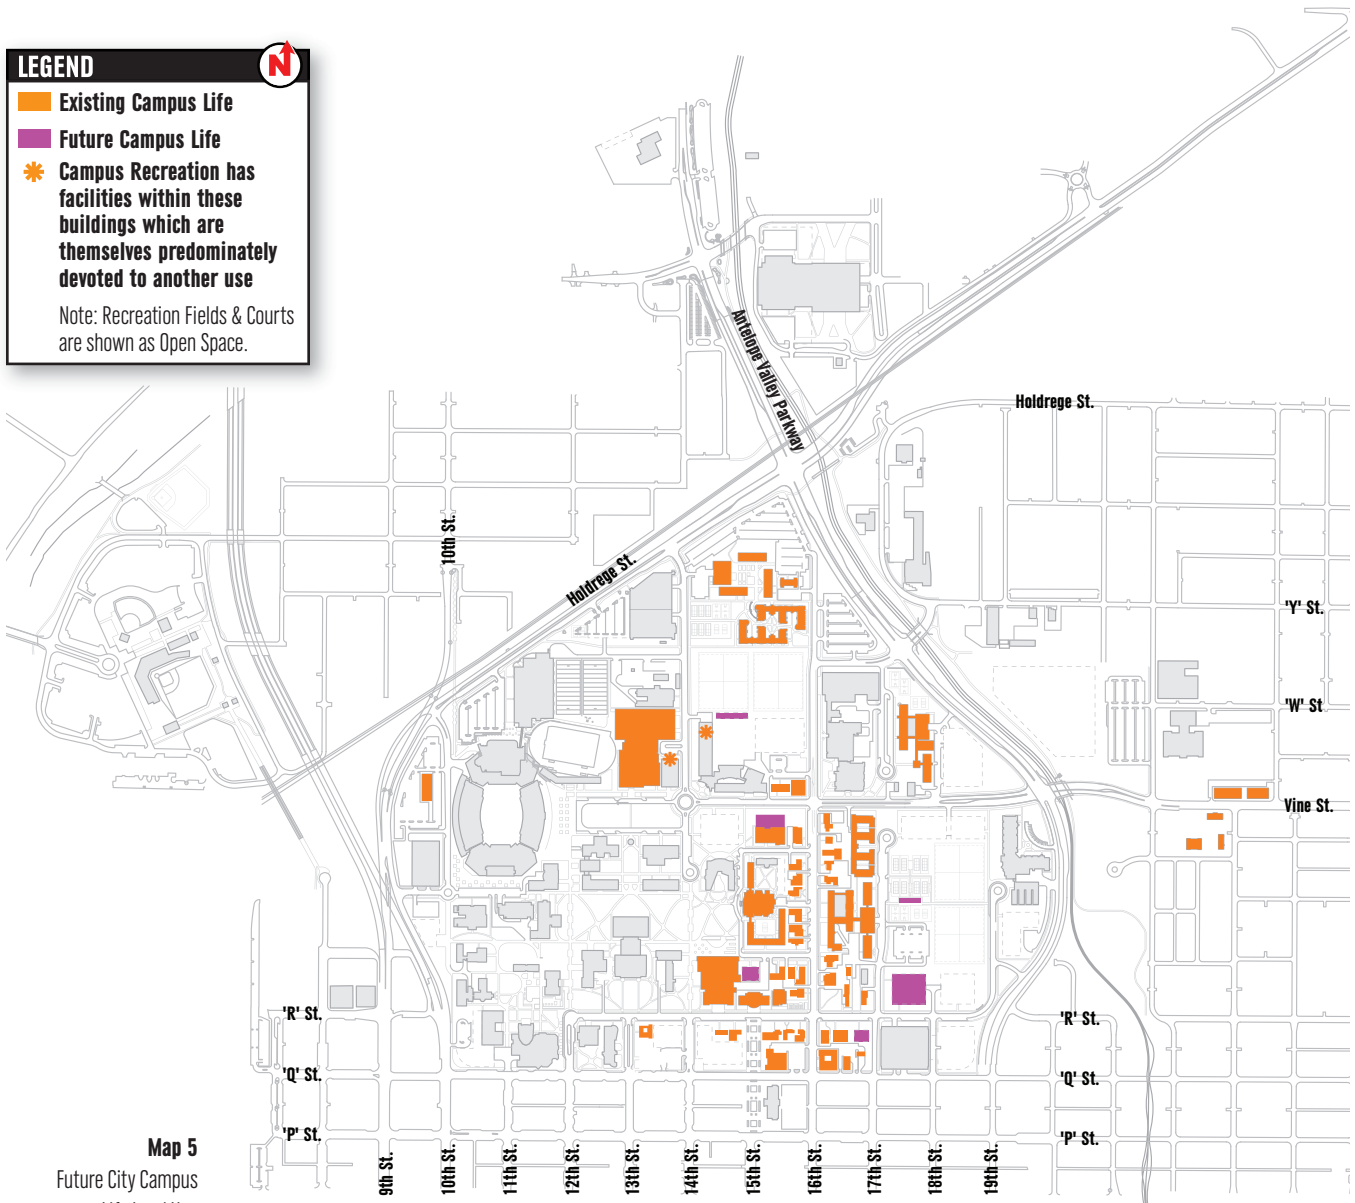 LEGEND
N
Existing Campus Life
Future Campus Life
Campus Recreation has
facilities within these
buildings which are
themselves predominately
devoted to another use
Note: Recreation Fields & Courts
are shown as Open Space.
Antelope Valley Parkway
Holdrege St.
10th St.
Holdrege St.
'Y' St.
'W' St
Vine St.
'R' St.
'R' St.
'Q' St.
'Q' St.
'P' St.
'P' St.
9th St.
10th St.
11th St.
12th St.
13th St.
14th St.
15th St.
16th St.
17th St.
18th St.
19th St.
Map 5
Future City Campus